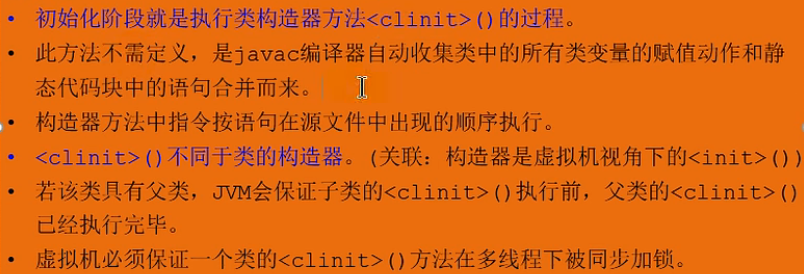 • 初始化阶段就是执行类构造器方法<clinit>()的过程。
• 此方法不需定义，是javac编译器自动收集类中的所有类变量的赋值动作和静
态代码块中的语句合并而来。
• 构造器方法中指令按语句在源文件中出现的顺序执行。
• <clinit>()不同于类的构造器。(关联：构造器是虚拟机视角下的<init>())
• 若该类具有父类，JVM会保证子类的<clinit>()执行前，父类的<clinit>()
已经执行完毕。
• 虚拟机必须保证一个类的<clinit>()方法在多线程下被同步加锁。